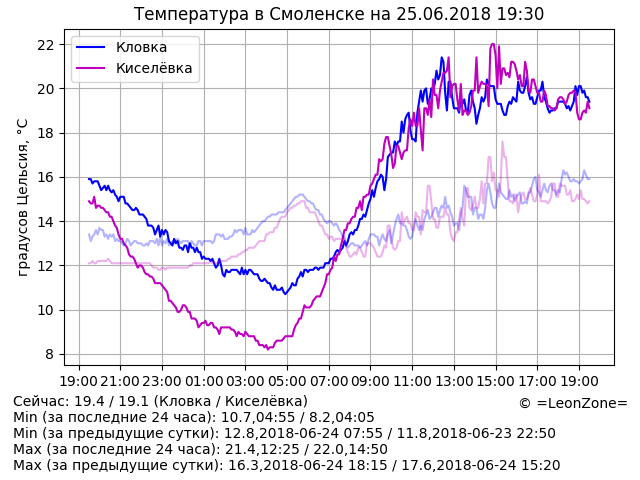 Температура в Смоленске на 25.06.2018 19:30
Кловка
Киселёвка
градусов Цельсия, °C
22
20
18
16
14
12
10
8
19:00 21:00 23:00 01:00 03:00 05:00 07:00 09:00 11:00 13:00 15:00 17:00 19:00
Сейчас: 19.4 / 19.1 (Кловка / Киселёвка)
© =LeonZone=
Min (за последние 24 часа): 10.7,04:55 / 8.2,04:05
Min (за предыдущие сутки): 12.8,2018-06-24 07:55 / 11.8,2018-06-23 22:50
Max (за последние 24 часа): 21.4,12:25 / 22.0,14:50
Max (за предыдущие сутки): 16.3,2018-06-24 18:15 / 17.6,2018-06-24 15:20